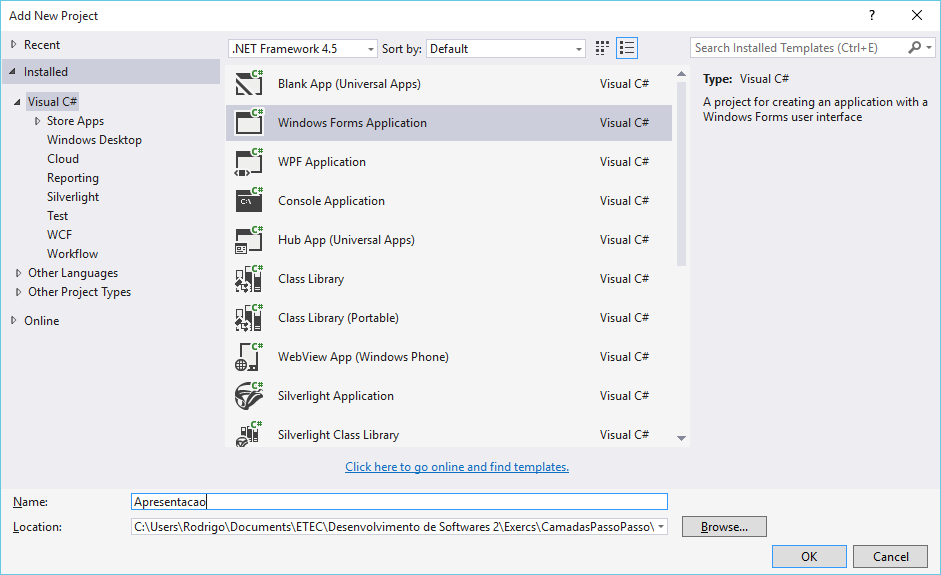 Add New Project
?
Recent
.NET Framework 4.5
Sort by: Default
Search Installed Templates (Ctrl+E)
Installed
Visual C#
Store Apps
Windows Desktop
Cloud
Reporting
Silverlight
Test
WCF
Workflow
Other Languages
Other Project Types
Online
C# Blank App (Universal Apps) Visual C#
C# Windows Forms Application Visual C#
C# WPF Application Visual C#
C# C:\ Console Application Visual C#
C# Hub App (Universal Apps) Visual C#
C# Class Library Visual C#
C# Class Library (Portable) Visual C#
C# WebView App (Windows Phone) Visual C#
C# Silverlight Application Visual C#
C# Silverlight Class Library Visual C#
Type: Visual C#
A project for creating an application with a
Windows Forms user interface
Click here to go online and find templates.
Name: Apresentacao
Location: C:\Users\Rodrigo\Documents\ETEC\Desenvolvimento de Softwares 2\Exercs\CamadasPassoPasso\
Browse...
OK
Cancel